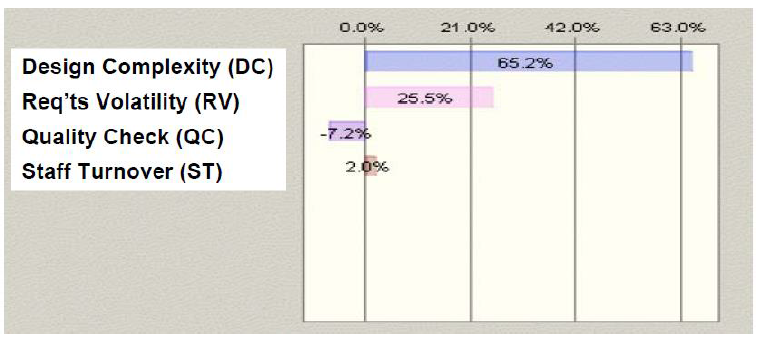 0.0% 21.0% 42.0% 63.0%
Design Complexity (DC) 65.2%
Req'ts Volatility (RV) 25.5%
Quality Check (QC) -7.2%
Staff Turnover (ST) 2.0%